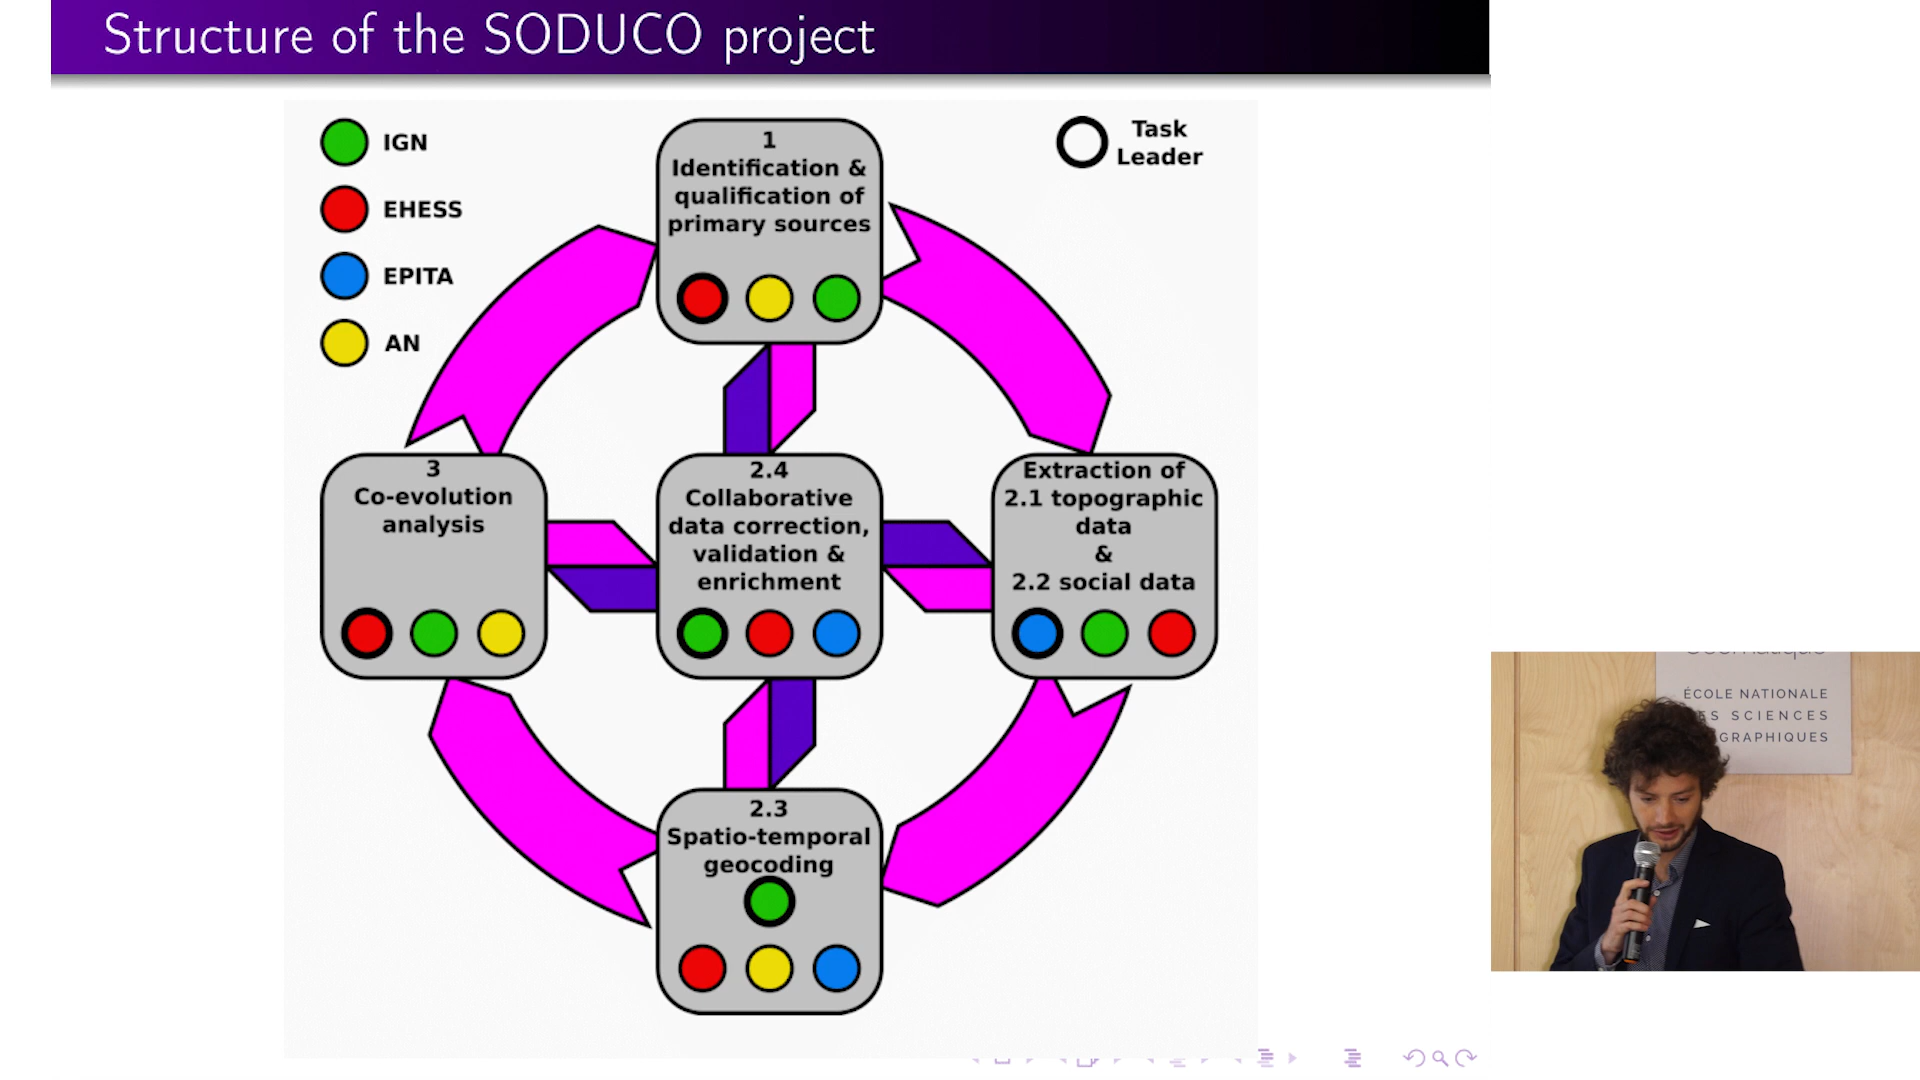 Structure of the SODUCO project
IGN
EHESS
EPITA
AN
Task
Leader
1
Identification &
qualification of
primary sources
3
Co-evolution
analysis
2.4
Collaborative
data correction,
validation &
enrichment
Extraction of
2.1 topographic
data
&
2.2 social data
2.3
Spatio-temporal
geocoding
ÉCOLE NATIONALE
ES SCIENCES
GRAPHIQUES